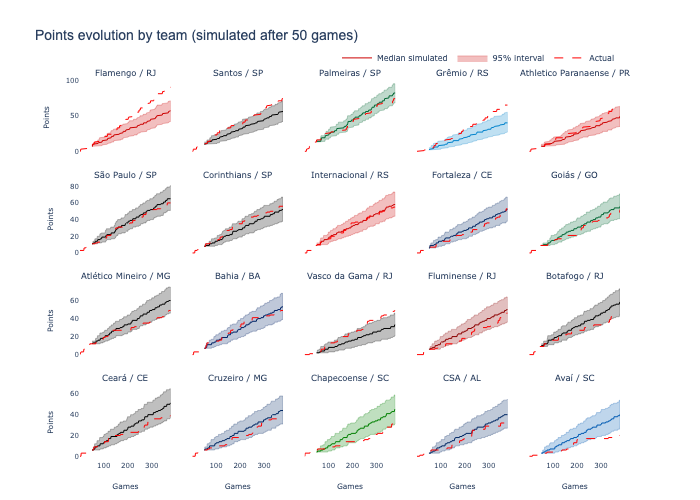 Points evolution by team (simulated after 50 games)
Median simulated 95% interval Actual
Flamengo / RJ Santos / SP Palmeiras / SP Grêmio / RS Athletico Paranaense / PR
100
50
0
Points
São Paulo / SP Corinthians / SP Internacional / RS Fortaleza / CE Goiás / GO
80
60
40
20
0
Points
Atlético Mineiro / MG Bahia / BA Vasco da Gama / RJ Fluminense / RJ Botafogo / RJ
60
40
20
0
Points
Ceará / CE Cruzeiro / MG Chapecoense / SC CSA / AL Avaí / SC
60
40
20
0
Points
100 200 300 100 200 300 100 200 300 100 200 300 100 200 300
Games Games Games Games Games